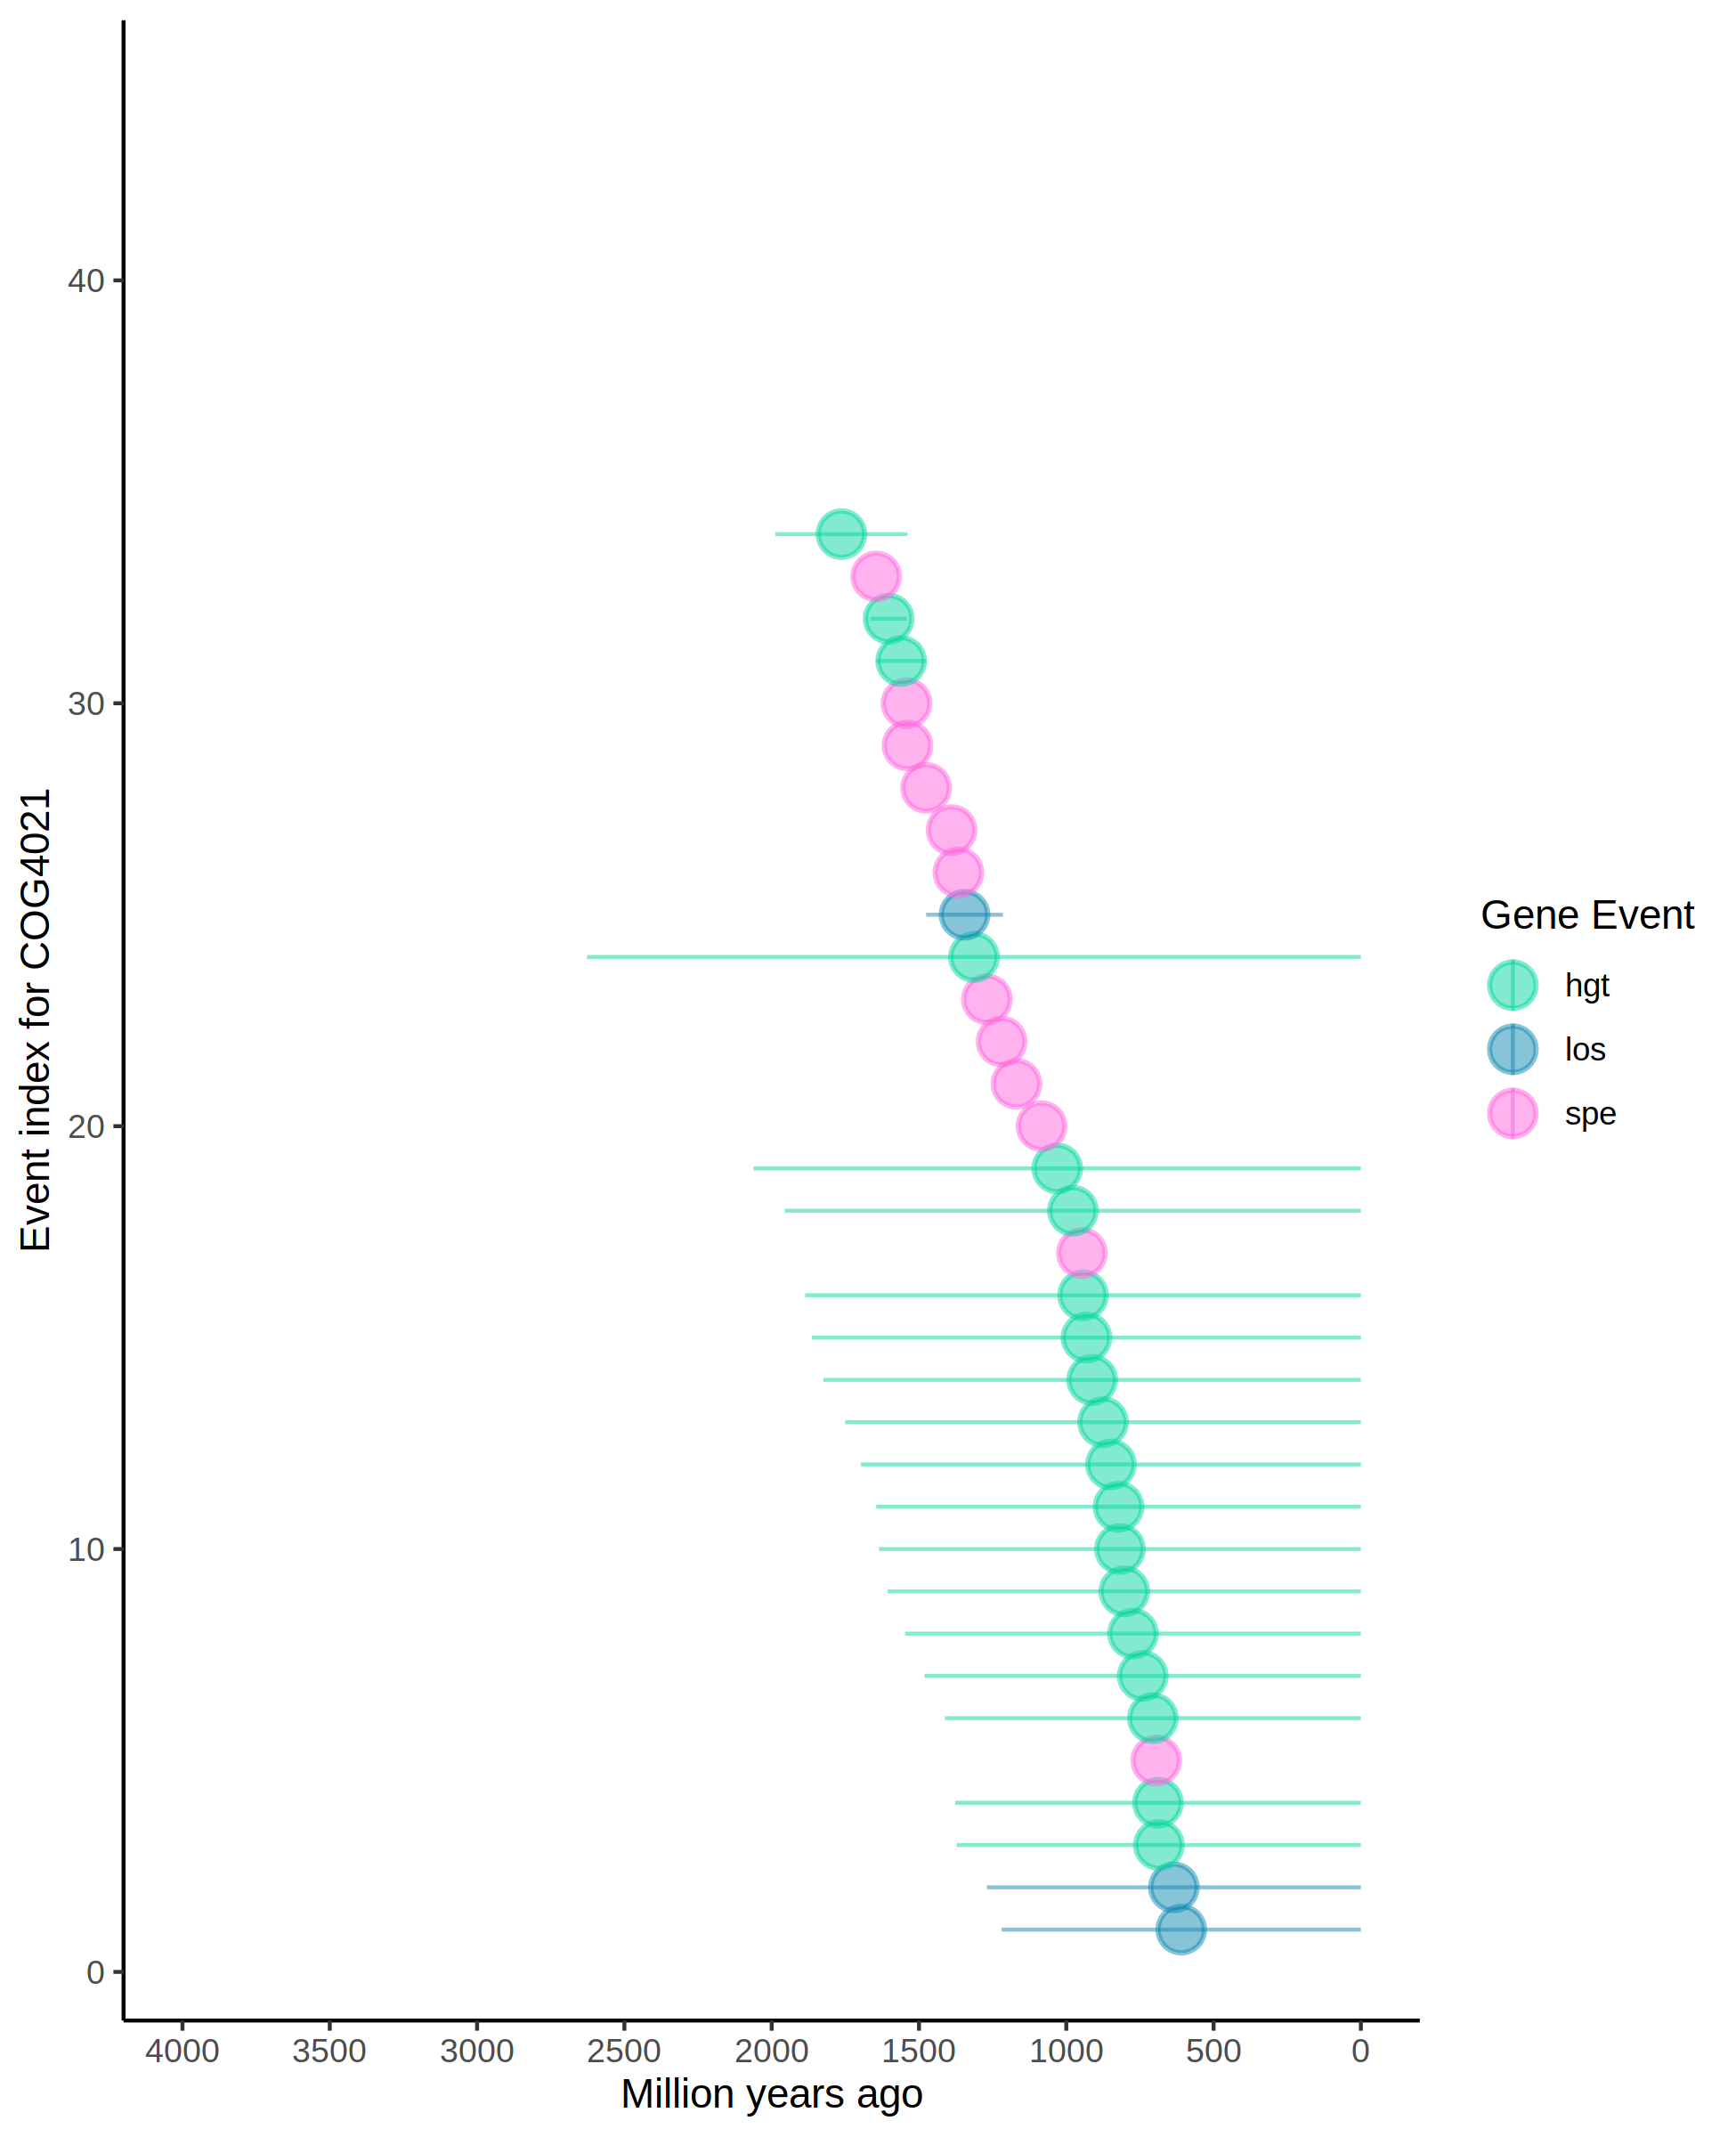 Event index for COG4021
40
30
20
10
0
4000 3500 3000 2500 2000 1500 1000 500 0
Million years ago
Gene Event
hgt
los
spe